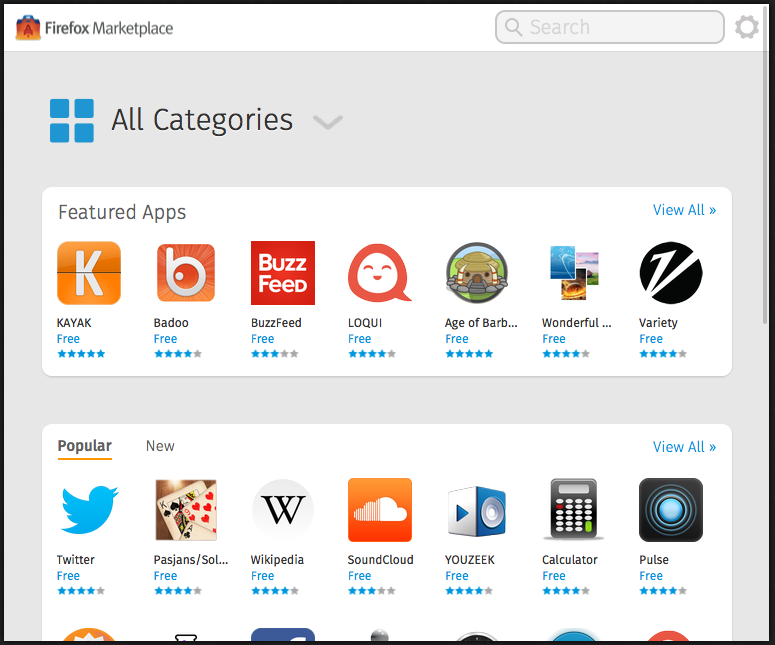 Firefox Marketplace
Search
All Categories
Featured Apps
View All »
K
b
BUZZ FEED
KAYAK
Badoo
BuzzFeed
LOQUI
Age of Barb...
Wonderful ...
Variety
Free
Free
Free
Free
Free
Free
Free
Popular
New
View All »
W
Twitter
Pasjans/Sol...
Wikipedia
SoundCloud
YOUZEEK
Calculator
Pulse
Free
Free
Free
Free
Free
Free
Free